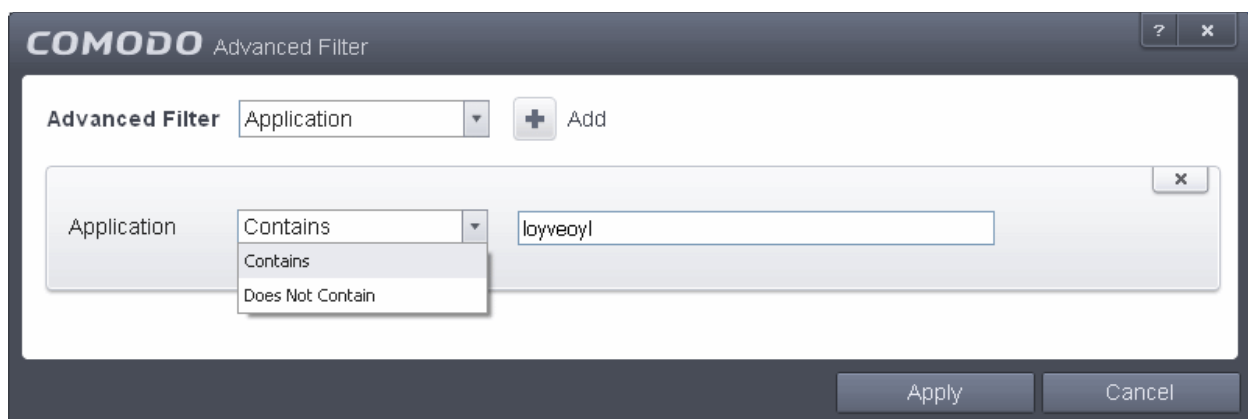 COMODO Advanced Filter ? ×
Advanced Filter Application + Add
×
Application Contains loyveoyl
Contains
Does Not Contain
Apply Cancel